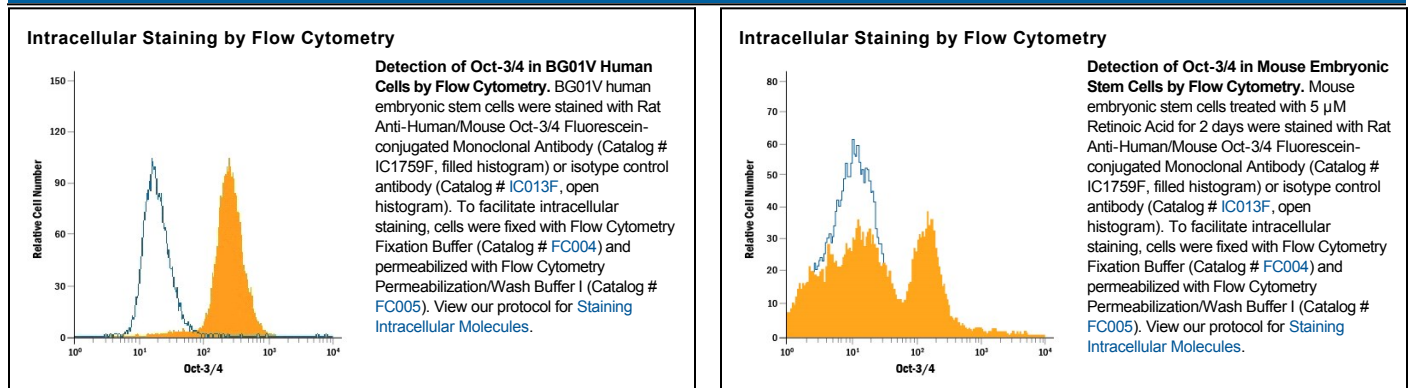 Intracellular Staining by Flow Cytometry
150
120
90
60
30
0
Relative Cell Number
10⁰ 10¹ 10² 10³ 10⁴
Oct-3/4
Detection of Oct-3/4 in BG01V Human
Cells by Flow Cytometry. BG01V human
embryonic stem cells were stained with Rat
Anti-Human/Mouse Oct-3/4 Fluorescein-
conjugated Monoclonal Antibody (Catalog #
IC1759F, filled histogram) or isotype control
antibody (Catalog # IC013F, open
histogram). To facilitate intracellular
staining, cells were fixed with Flow Cytometry
Fixation Buffer (Catalog # FC004) and
permeabilized with Flow Cytometry
Permeabilization/Wash Buffer I (Catalog #
FC005). View our protocol for Staining
Intracellular Molecules.
Intracellular Staining by Flow Cytometry
80
70
60
50
40
30
20
10
0
Relative Cell Number
10⁰ 10¹ 10² 10³ 10⁴
Oct-3/4
Detection of Oct-3/4 in Mouse Embryonic
Stem Cells by Flow Cytometry. Mouse
embryonic stem cells treated with 5 µM
Retinoic Acid for 2 days were stained with Rat
Anti-Human/Mouse Oct-3/4 Fluorescein-
conjugated Monoclonal Antibody (Catalog #
IC1759F, filled histogram) or isotype control
antibody (Catalog # IC013F, open
histogram). To facilitate intracellular
staining, cells were fixed with Flow Cytometry
Fixation Buffer (Catalog # FC004) and
permeabilized with Flow Cytometry
Permeabilization/Wash Buffer I (Catalog #
FC005). View our protocol for Staining
Intracellular Molecules.